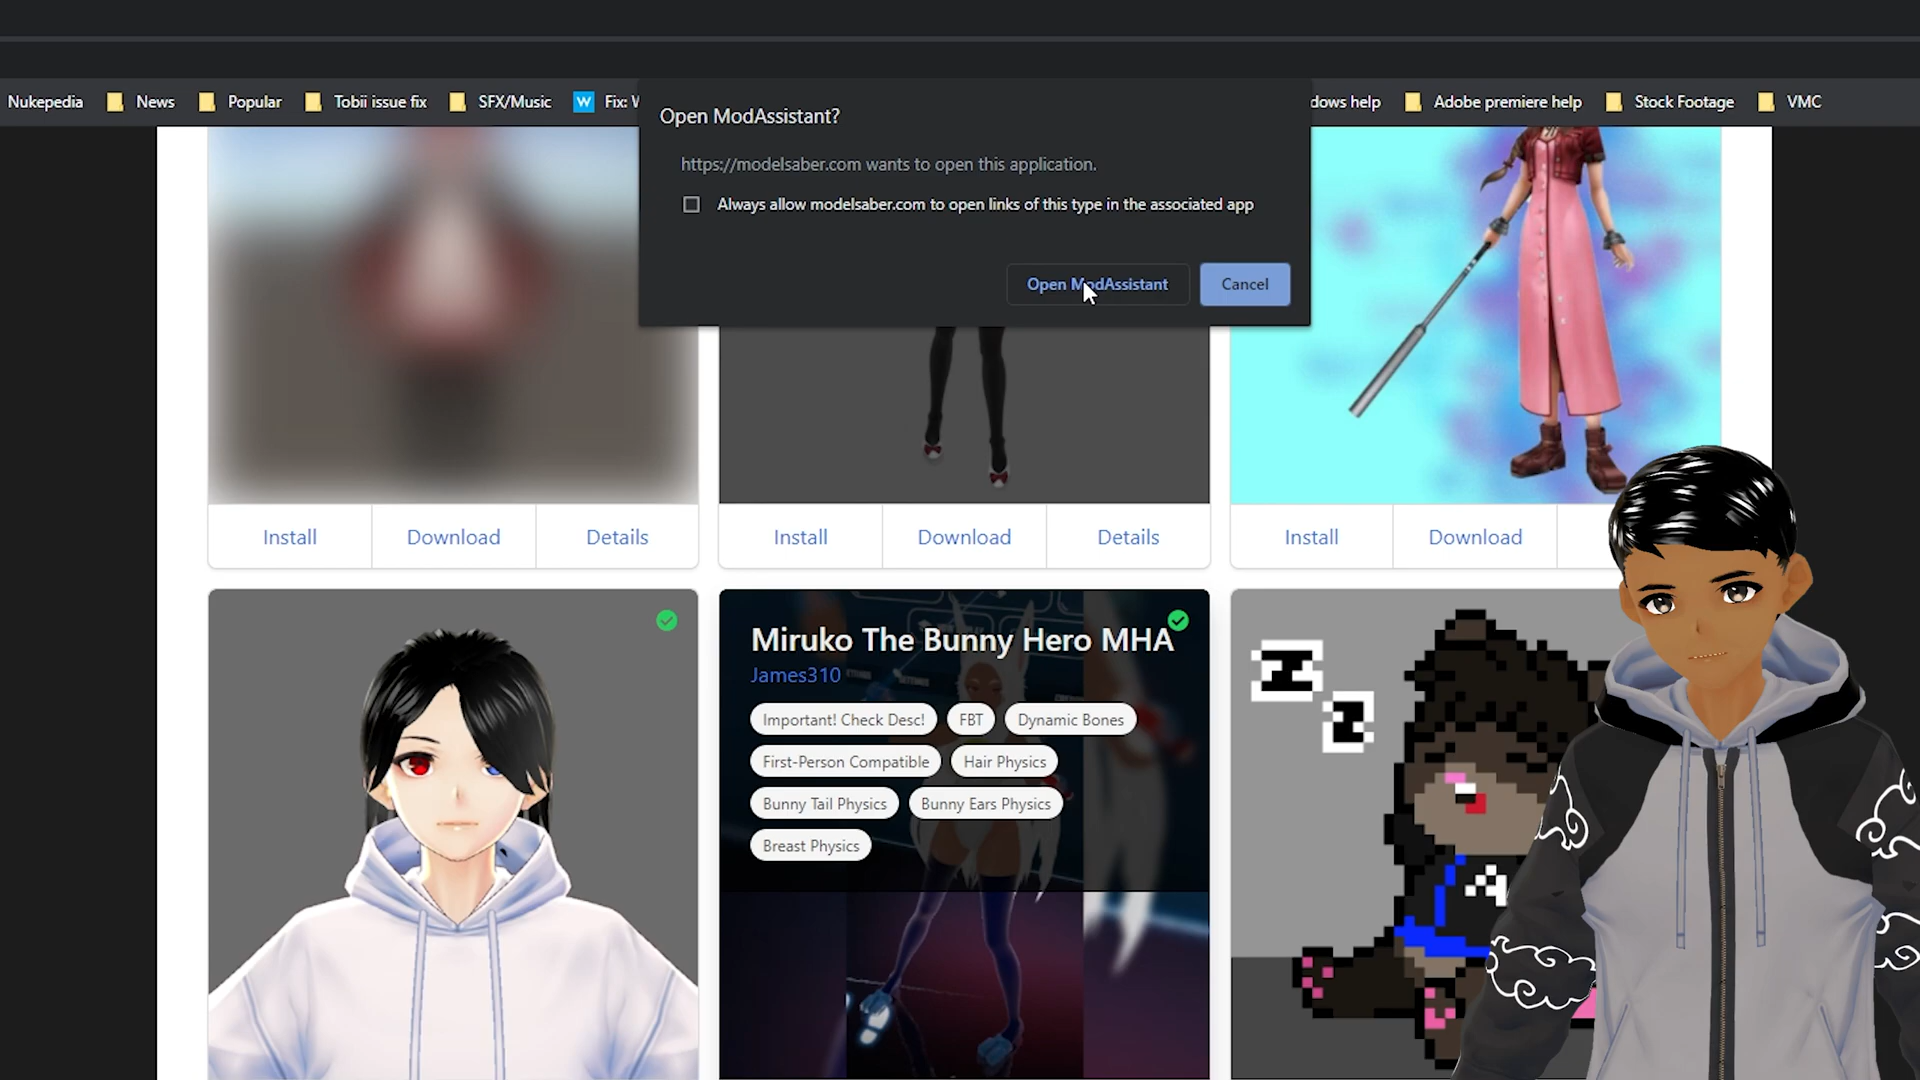 Nukepedia News Popular Tobii issue fix SFX/Music W Fix: W dows help Adobe premiere help Stock Footage VMC
Open ModAssistant?
https://modelsaber.com wants to open this application.
Always allow modelsaber.com to open links of this type in the associated app
Open ModAssistant Cancel
Install Download Details Install Download Details Install Download
Miruko The Bunny Hero MHA
James310
Important! Check Desc! FBT Dynamic Bones
First-Person Compatible Hair Physics
Bunny Tail Physics Bunny Ears Physics
Breast Physics
Z
Z
A